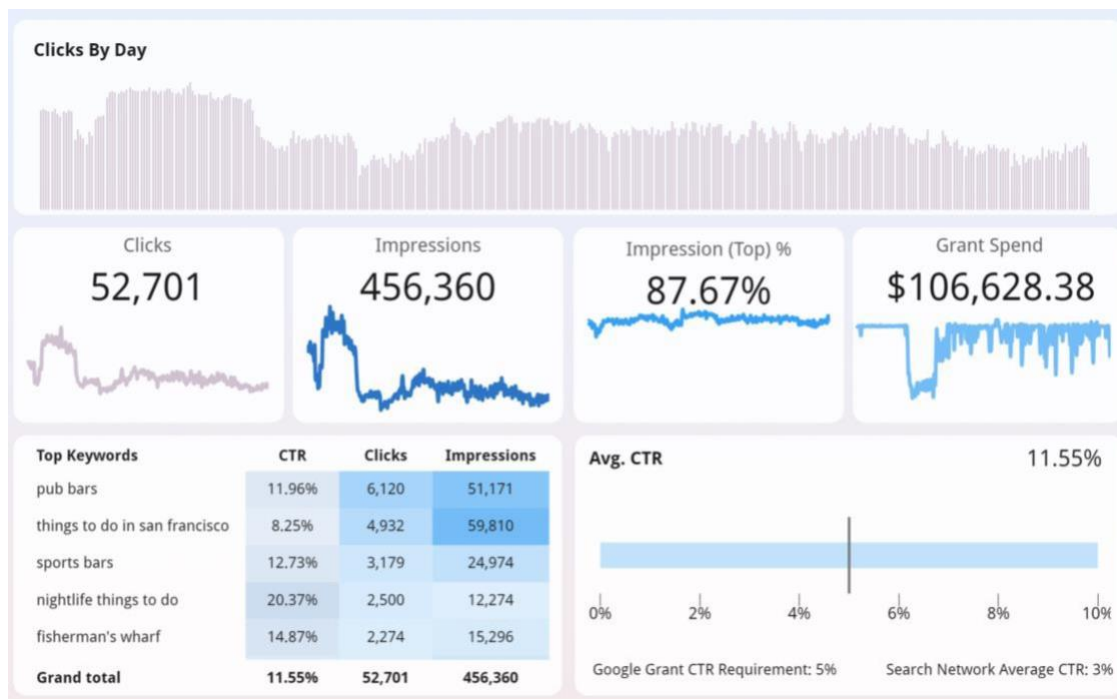 Clicks By Day
Clicks
52,701
Impressions
456,360
Impression (Top) %
87.67%
Grant Spend
$106,628.38
Top Keywords CTR Clicks Impressions
pub bars 11.96% 6,120 51,171
things to do in san francisco 8.25% 4,932 59,810
sports bars 12.73% 3,179 24,974
nightlife things to do 20.37% 2,500 12,274
fisherman's wharf 14.87% 2,274 15,296
Grand total 11.55% 52,701 456,360
Avg. CTR 11.55%
0% 2% 4% 6% 8% 10%
Google Grant CTR Requirement: 5% Search Network Average CTR: 3%